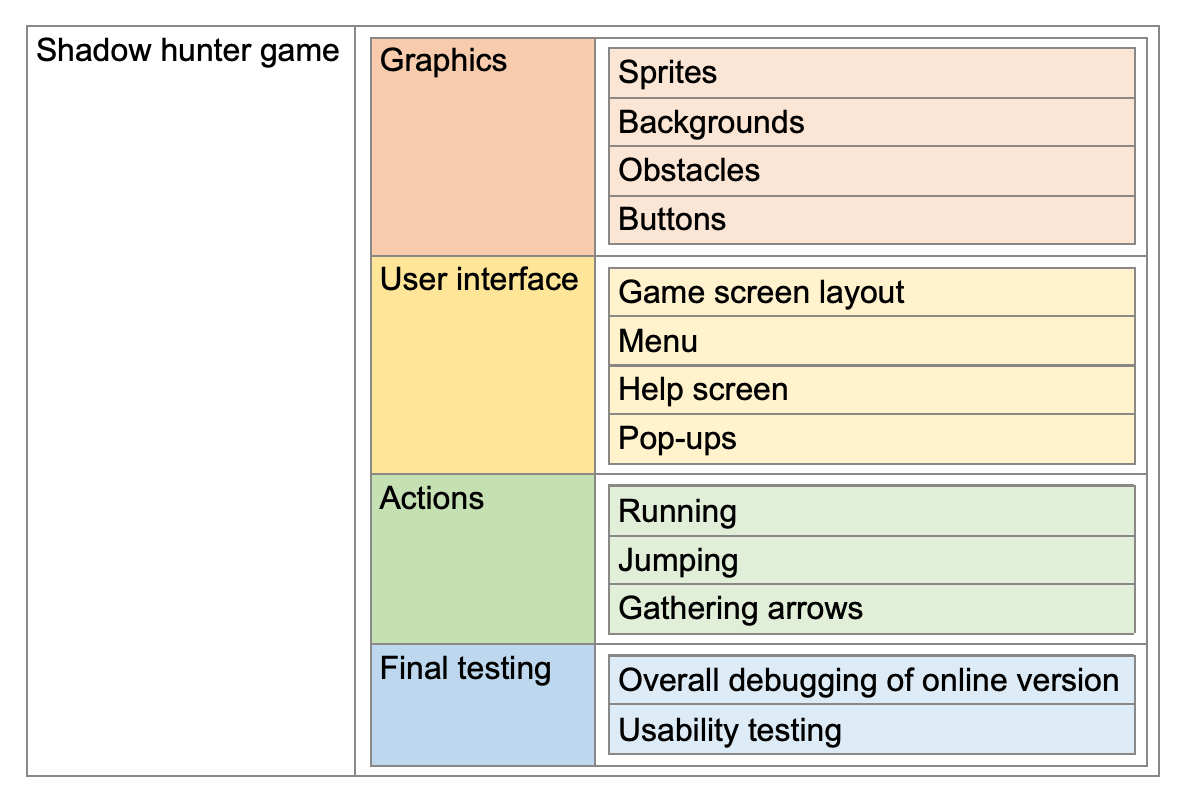 Shadow hunter game
Graphics
Sprites
Backgrounds
Obstacles
Buttons
User interface
Game screen layout
Menu
Help screen
Pop-ups
Actions
Running
Jumping
Gathering arrows
Final testing
Overall debugging of online version
Usability testing